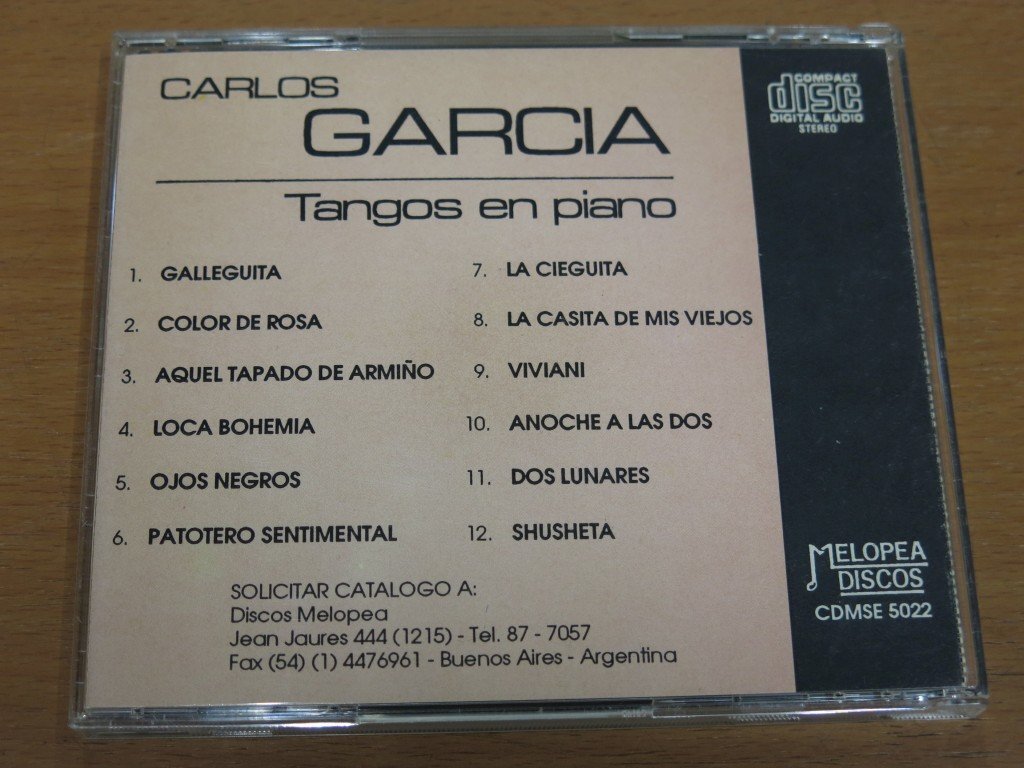 CARLOS
GARCIA
Tangos en piano
1. GALLEGUITA
2. COLOR DE ROSA
3. AQUEL TAPADO DE ARMIÑO
4. LOCA BOHEMIA
5. OJOS NEGROS
6. PATOTERO SENTIMENTAL
7. LA CIEGUITA
8. LA CASITA DE MIS VIEJOS
9. VIVIANI
10. ANOCHE A LAS DOS
11. DOS LUNARES
12. SHUSHETA
SOLICITAR CATALOGO A:
Discos Melopea
Jean Jaures 444 (1215) - Tel. 87 - 7057
Fax (54) (1) 4476961 - Buenos Aires - Argentina
COMPACT
disc
DIGITAL AUDIO
STEREO
MELOPEA
DISCOS
CDMSE 5022